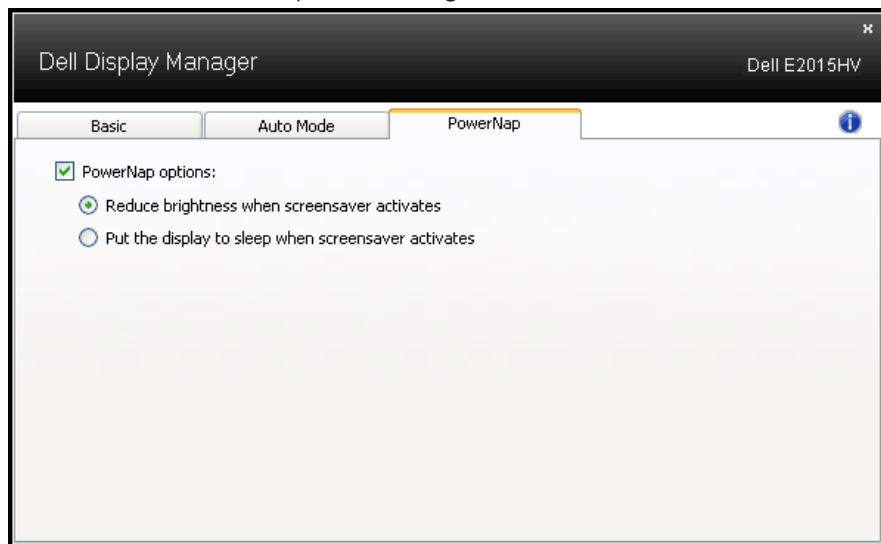 x
Dell Display Manager
Dell E2015HV
Basic
Auto Mode
PowerNap
i
PowerNap options:
Reduce brightness when screensaver activates
Put the display to sleep when screensaver activates